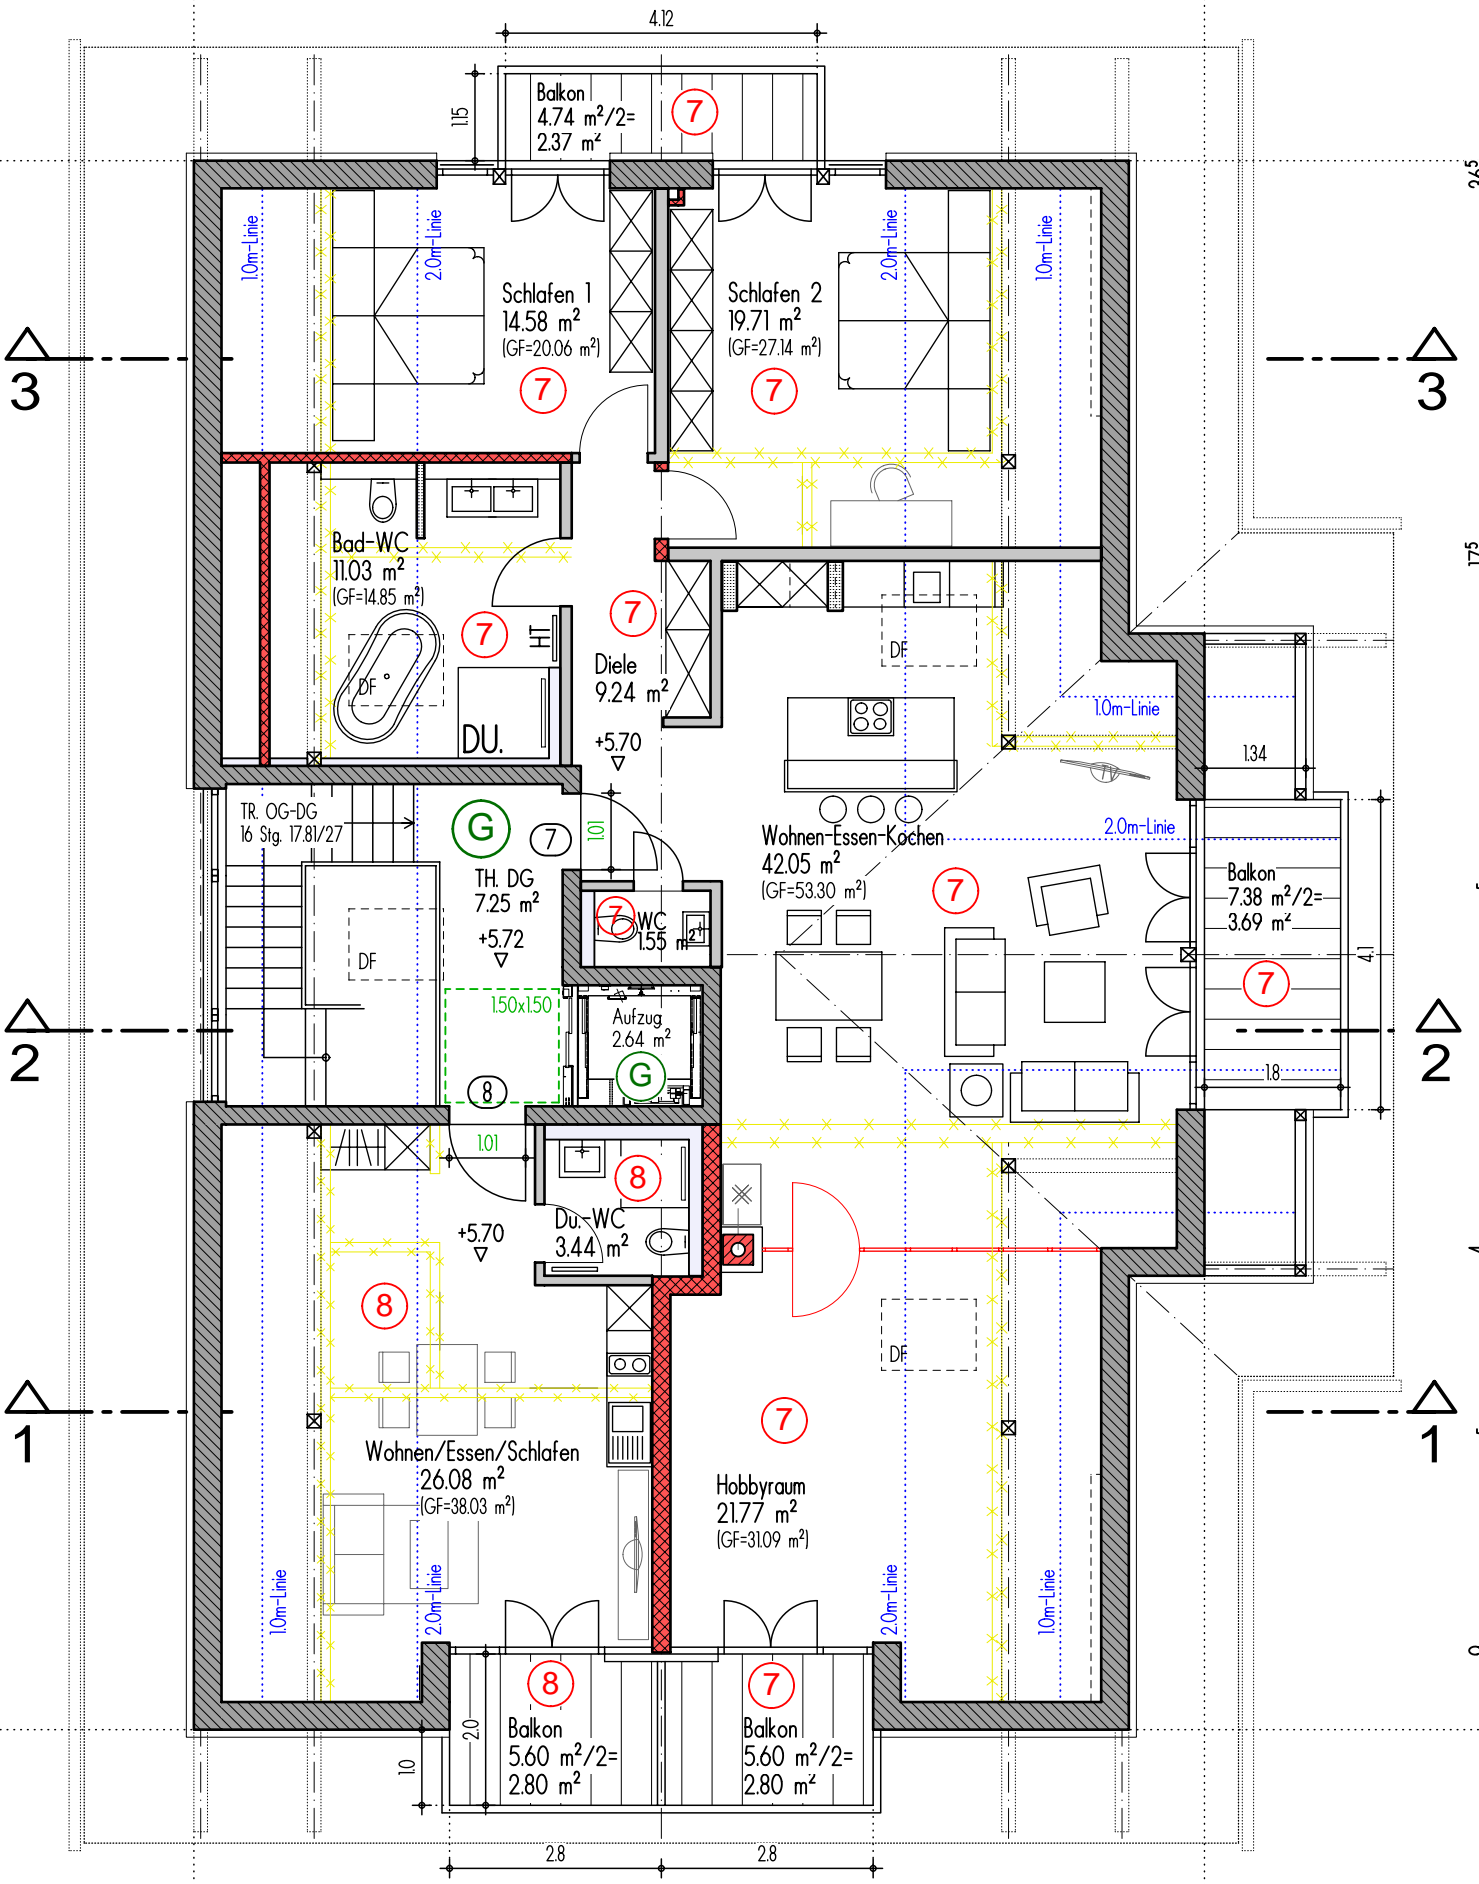 4.12
1.15
Balkon
4.74 m²/2=
2.37 m²
7
1.0m-Linie
2.0m-Linie
2.0m-Linie
1.0m-Linie
Schlafen 1
14.58 m²
(GF=20.06 m²)
7
Schlafen 2
19.71 m²
(GF=27.14 m²)
7
3
3
Bad-WC
11.03 m²
(GF=14.85 m²)
7
HT
DF
DU.
7
Diele
9.24 m²
+5.70
DF
1.0m-Linie
1.34
2.0m-Linie
TR. OG-DG
16 Stg. 17.81/27
G
7
1.01
TH. DG
7.25 m²
+5.72
DF
7
WC
1.55 m²
Wohnen-Essen-Kochen
42.05 m²
(GF=53.30 m²)
7
Balkon
7.38 m²/2=
3.69 m²
7
4.1
1.8
1.50x1.50
Aufzug
2.64 m²
G
8
2
2
1.01
8
Du.-WC
3.44 m²
+5.70
8
DF
7
1
1
Wohnen/Essen/Schlafen
26.08 m²
(GF=38.03 m²)
Hobbyraum
21.77 m²
(GF=31.09 m²)
1.0m-Linie
2.0m-Linie
2.0m-Linie
1.0m-Linie
8
Balkon
5.60 m²/2=
2.80 m²
7
Balkon
5.60 m²/2=
2.80 m²
1.0
2.0
2.8
2.8
175